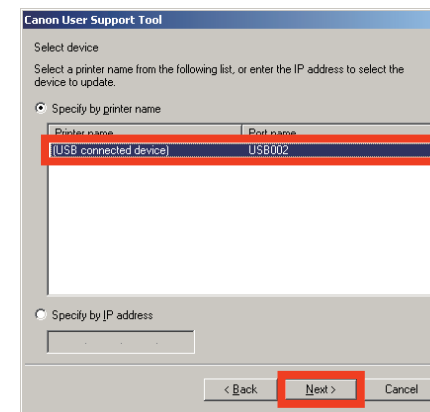 Canon User Support Tool
Select device
Select a printer name from the following list, or enter the IP address to select the
device to update.
Specify by printer name
Printer name Port name
(USB connected device) USB002
Specify by IP address
. . .
< Back Next > Cancel